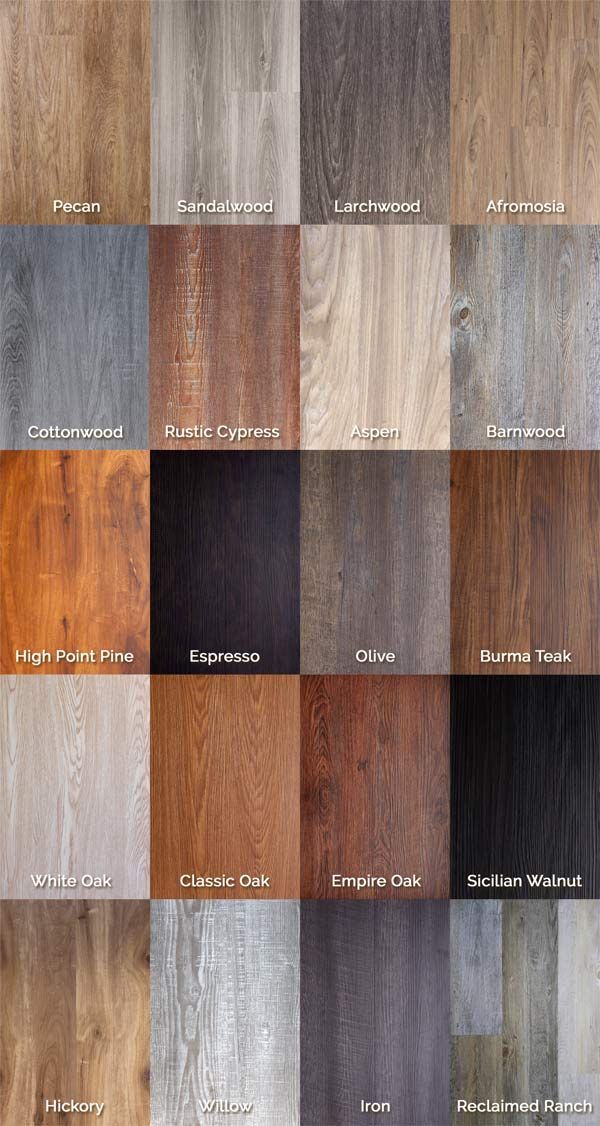 Pecan
Sandalwood
Larchwood
Afromosia
Cottonwood
Rustic Cypress
Aspen
Barnwood
High Point Pine
Espresso
Olive
Burma Teak
White Oak
Classic Oak
Empire Oak
Sicilian Walnut
Hickory
Willow
Iron
Reclaimed Ranch